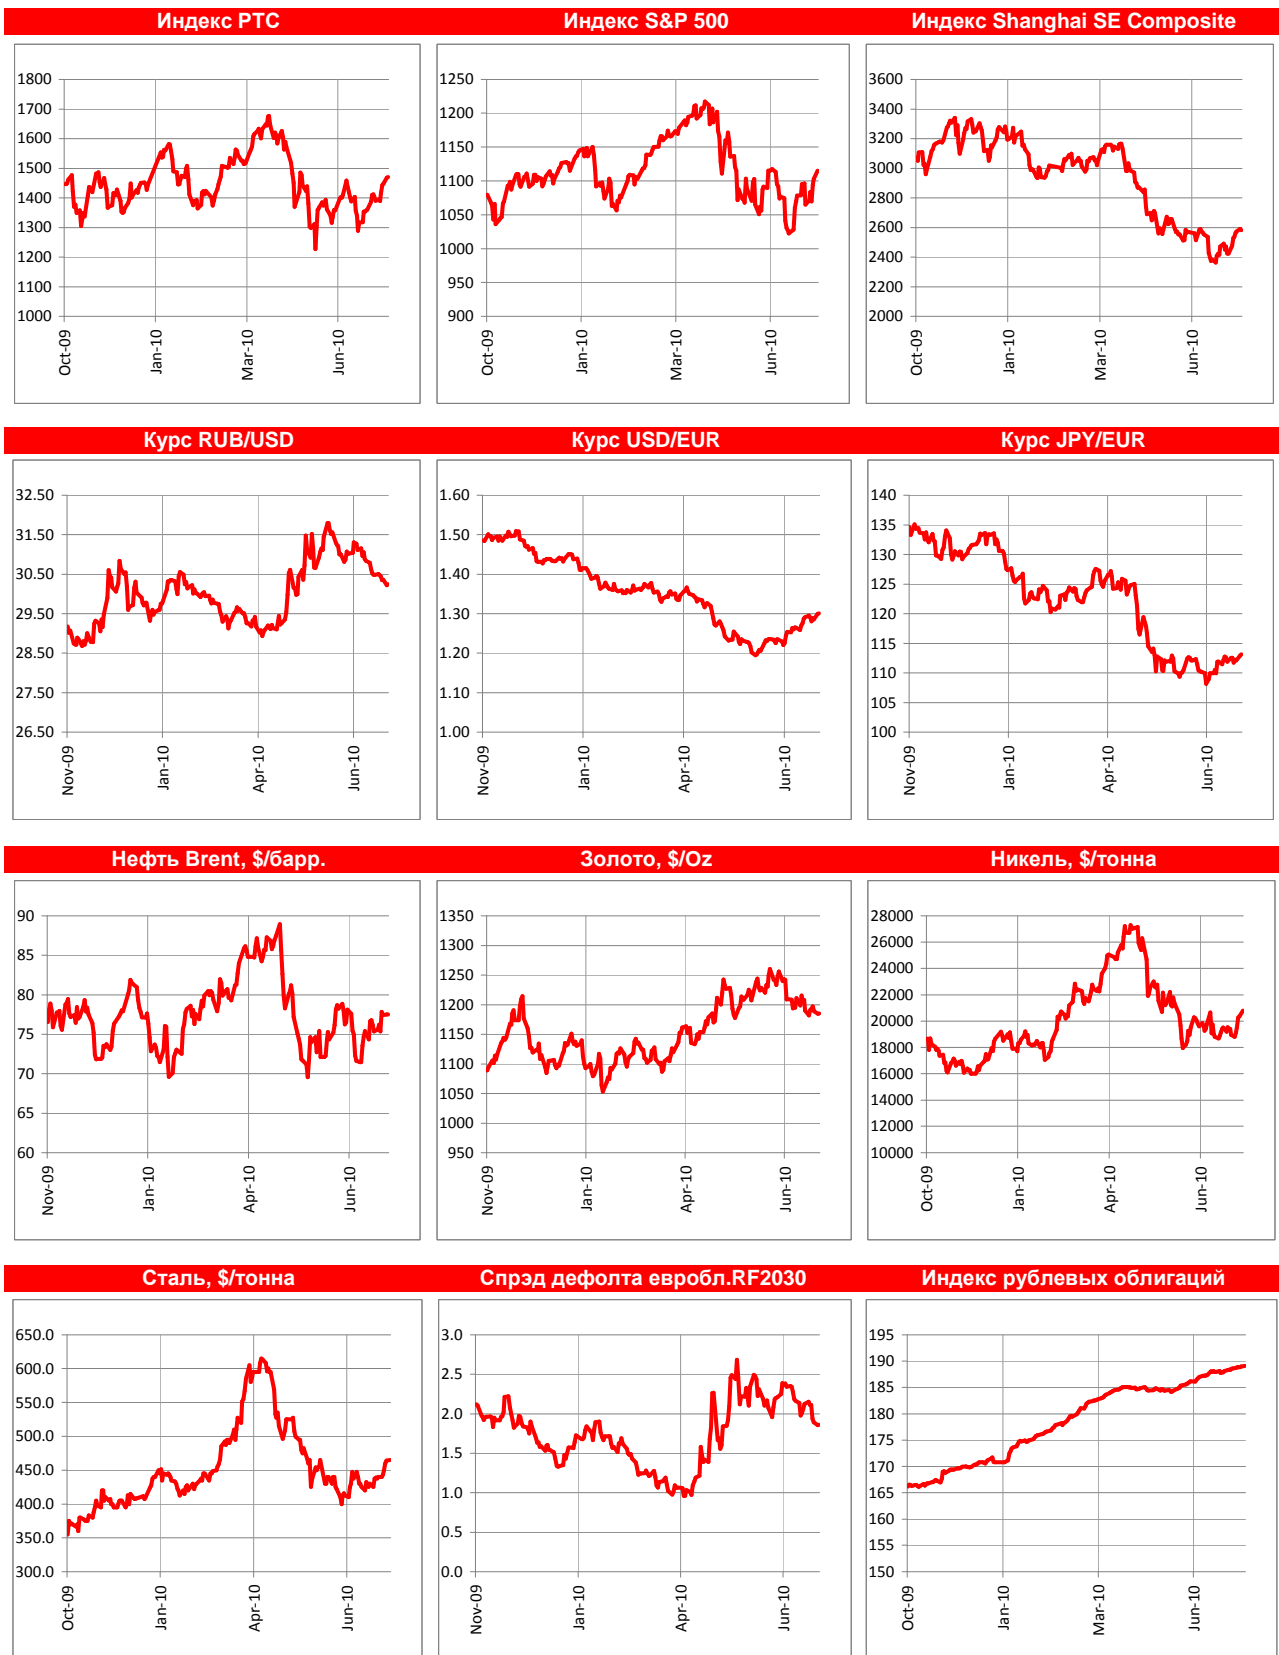 Индекс РТС
Индекс S&P 500
Индекс Shanghai SE Composite
1800
1700
1600
1500
1400
1300
1200
1100
1000
Oct-09
Jan-10
Mar-10
Jun-10
1250
1200
1150
1100
1050
1000
950
900
Oct-09
Jan-10
Mar-10
Jun-10
3600
3400
3200
3000
2800
2600
2400
2200
2000
Oct-09
Jan-10
Mar-10
Jun-10
Курс RUB/USD
Курс USD/EUR
Курс JPY/EUR
32.50
31.50
30.50
29.50
28.50
27.50
26.50
Nov-09
Jan-10
Apr-10
Jun-10
1.60
1.50
1.40
1.30
1.20
1.10
1.00
Nov-09
Jan-10
Apr-10
Jun-10
140
135
130
125
120
115
110
105
100
Nov-09
Jan-10
Apr-10
Jun-10
Нефть Brent, $/барр.
Золото, $/Oz
Никель, $/тонна
90
85
80
75
70
65
60
Nov-09
Jan-10
Apr-10
Jun-10
1350
1300
1250
1200
1150
1100
1050
1000
950
Nov-09
Jan-10
Apr-10
Jun-10
28000
26000
24000
22000
20000
18000
16000
14000
12000
10000
Oct-09
Jan-10
Apr-10
Jun-10
Сталь, $/тонна
Спрэд дефолта евробл.RF2030
Индекс рублевых облигаций
650.0
600.0
550.0
500.0
450.0
400.0
350.0
300.0
Oct-09
Jan-10
Apr-10
Jun-10
3.0
2.5
2.0
1.5
1.0
0.5
0.0
Nov-09
Jan-10
Apr-10
Jun-10
195
190
185
180
175
170
165
160
155
150
Oct-09
Jan-10
Mar-10
Jun-10